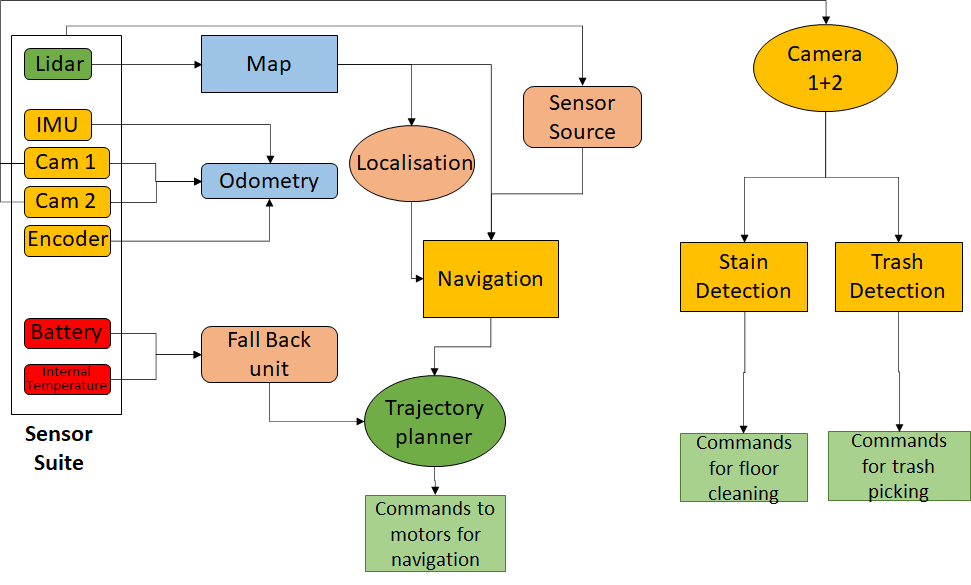 Lidar
IMU
Cam 1
Cam 2
Encoder
Battery
Internal
Temperature
Sensor
Suite
Map
Odometry
Fall Back
unit
Localisation
Sensor
Source
Navigation
Trajectory
planner
Commands to
motors for
navigation
Camera
1+2
Stain
Detection
Trash
Detection
Commands
for floor
cleaning
Commands
for trash
picking